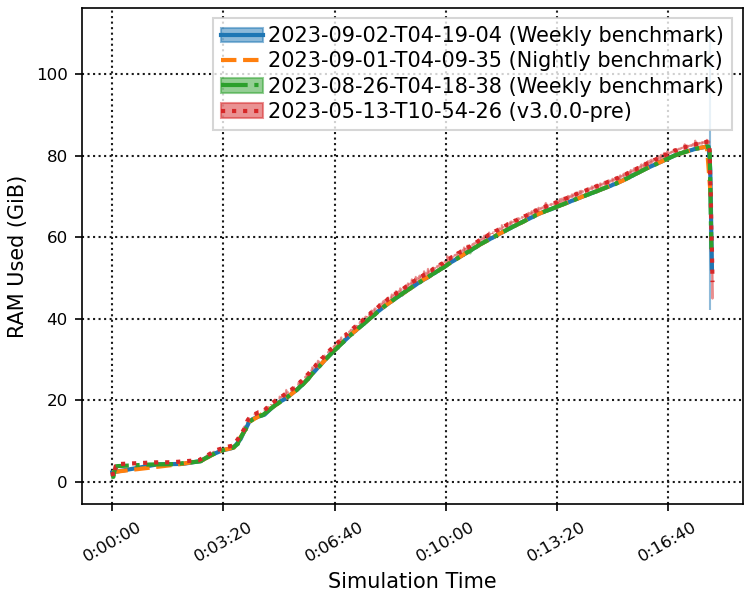 2023-09-02-T04-19-04 (Weekly benchmark)
2023-09-01-T04-09-35 (Nightly benchmark)
2023-08-26-T04-18-38 (Weekly benchmark)
2023-05-13-T10-54-26 (v3.0.0-pre)
100
80
60
40
20
0
RAM Used (GiB)
0:00:00
0:03:20
0:06:40
0:10:00
0:13:20
0:16:40
Simulation Time